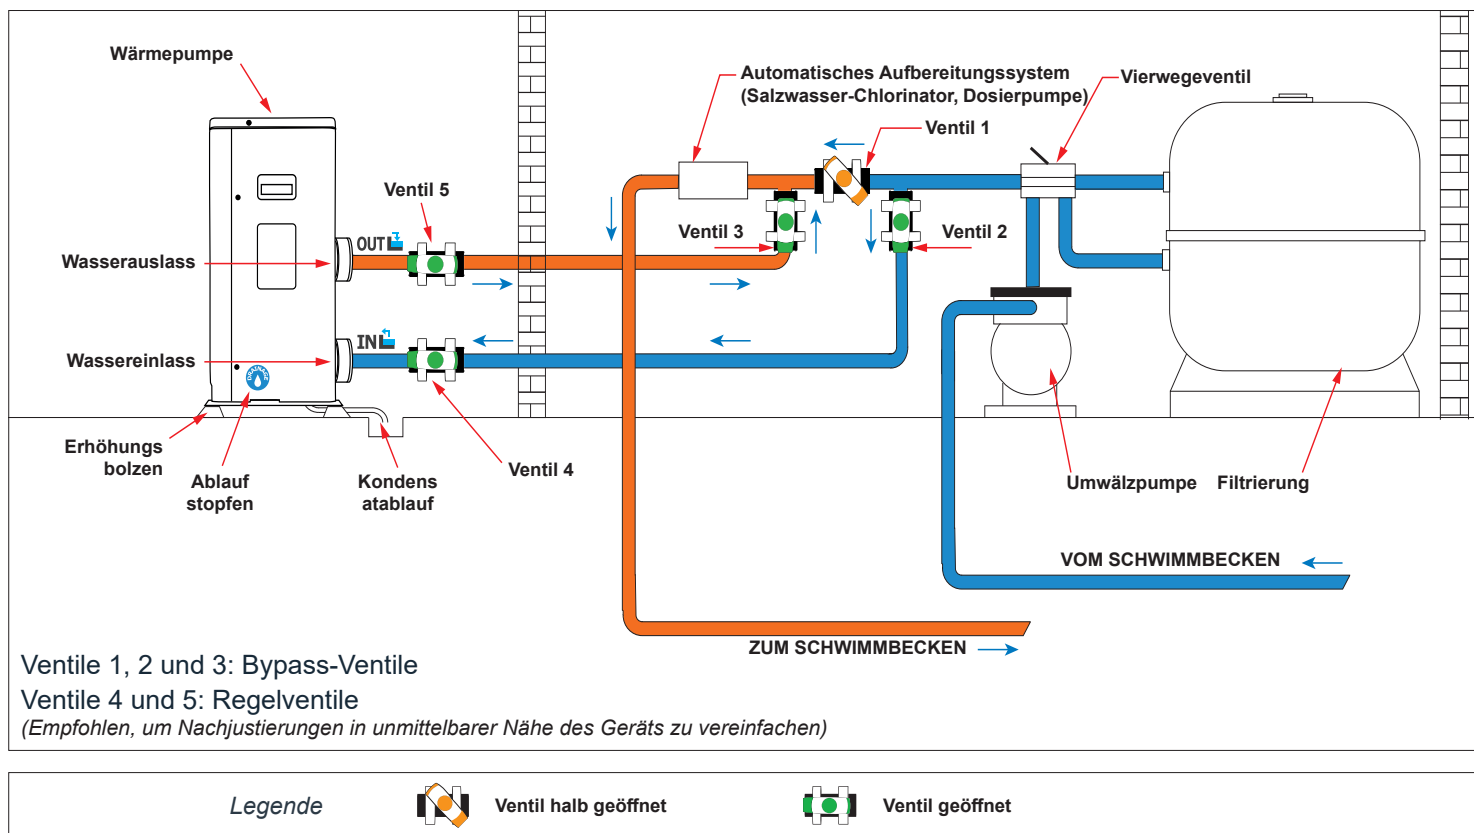 Wärmepumpe
Automatisches Aufbereitungssystem
(Salzwasser-Chlorinator, Dosierpumpe)
Vierwegeventil
Ventil 1
Ventil 5
Ventil 3
Ventil 2
OUT
Wasserauslass
IN
Wassereinlass
Erhöhungs
bolzen
Ablauf
stopfen
Kondens
atablauf
Ventil 4
Umwälzpumpe
Filtrierung
VOM SCHWIMMBECKEN
ZUM SCHWIMMBECKEN
Ventile 1, 2 und 3: Bypass-Ventile
Ventile 4 und 5: Regelventile
(Empfohlen, um Nachjustierungen in unmittelbarer Nähe des Geräts zu vereinfachen)
Legende
Ventil halb geöffnet
Ventil geöffnet